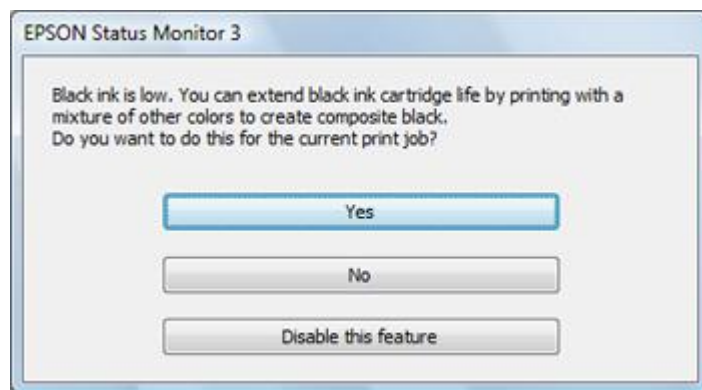 EPSON Status Monitor 3
Black ink is low. You can extend black ink cartridge life by printing with a
mixture of other colors to create composite black.
Do you want to do this for the current print job?
Yes
No
Disable this feature